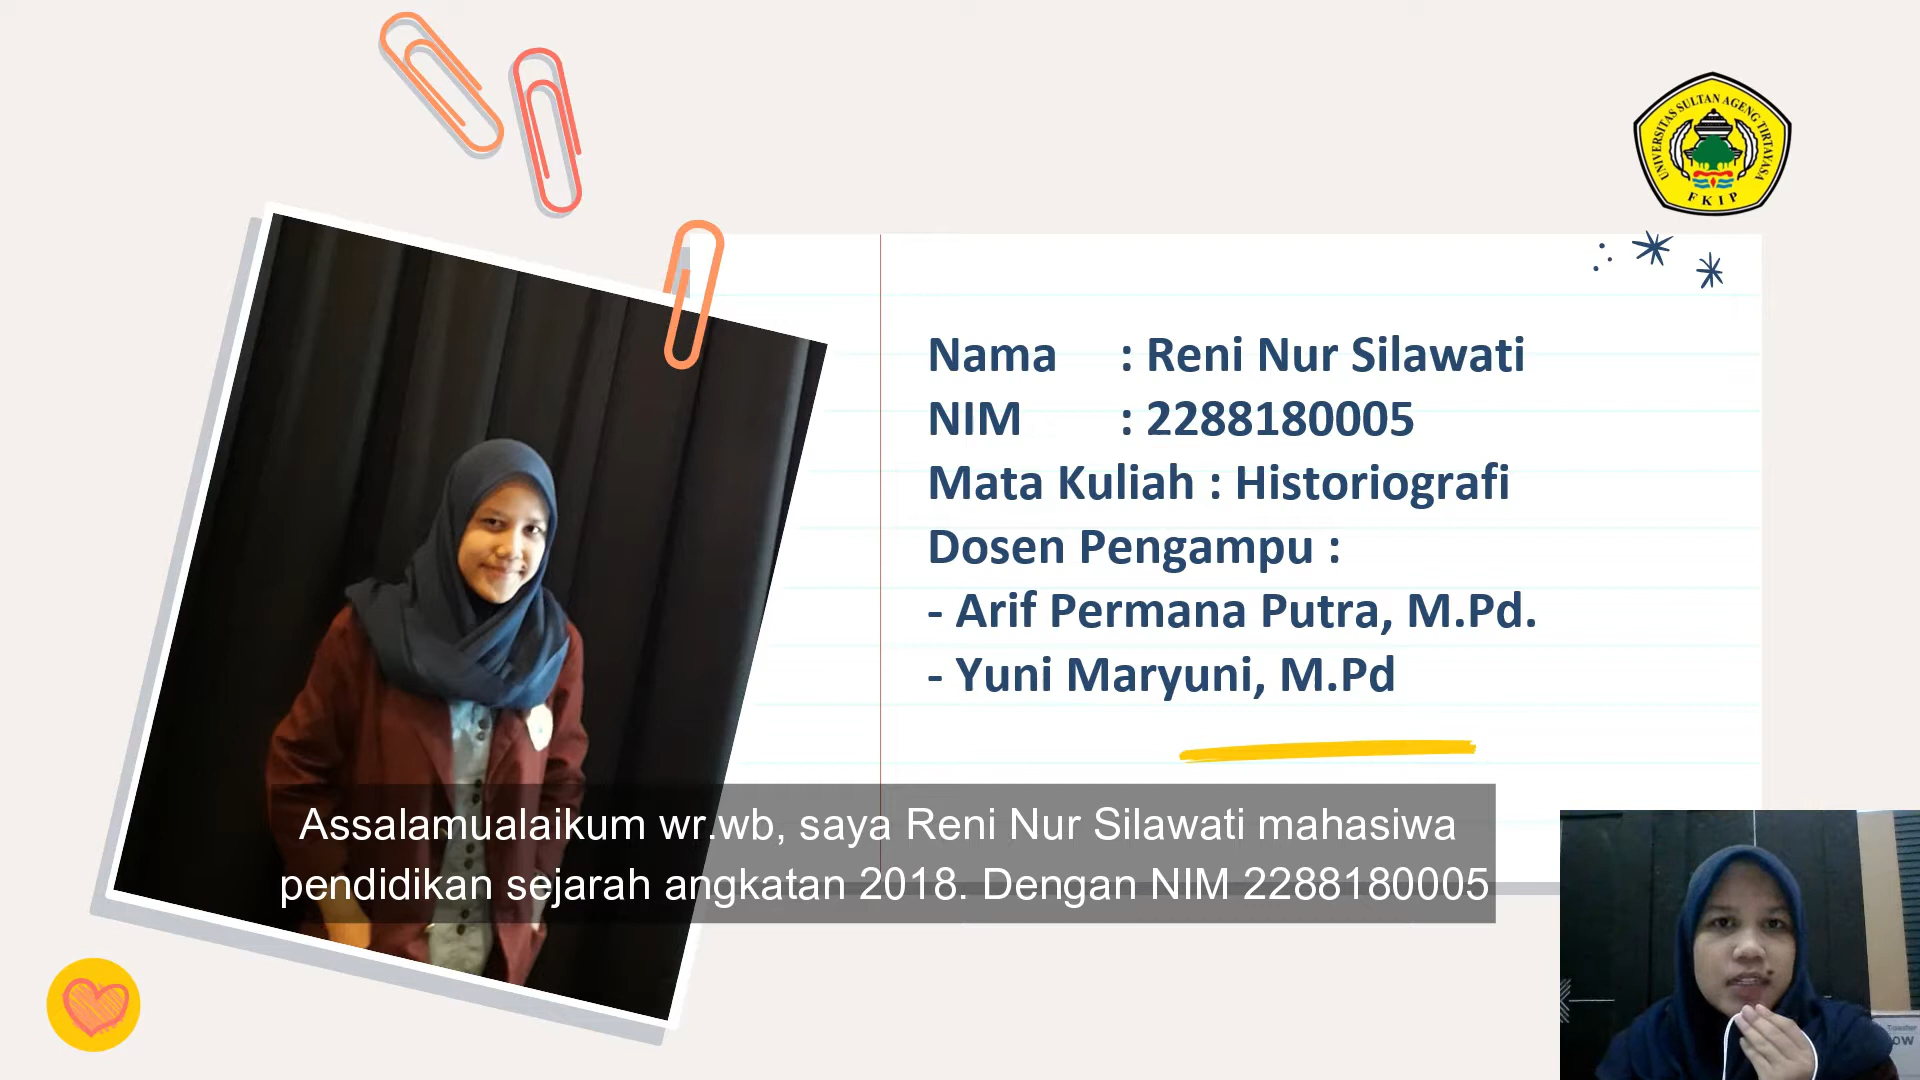 UNIVERSITAS SULTAN AGENG TIRTAYASA
FKIP
Nama : Reni Nur Silawati
NIM : 2288180005
Mata Kuliah : Historiografi
Dosen Pengampu :
- Arif Permana Putra, M.Pd.
- Yuni Maryuni, M.Pd
Assalamualaikum wr.wb, saya Reni Nur Silawati mahasiwa
pendidikan sejarah angkatan 2018. Dengan NIM 2288180005